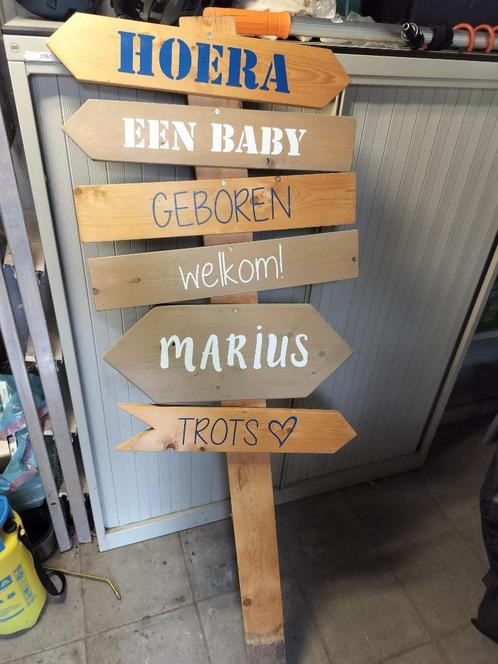 HOERA
EEN BABY
GEBOREN
welkom!
MARiUS
TROTS ♡